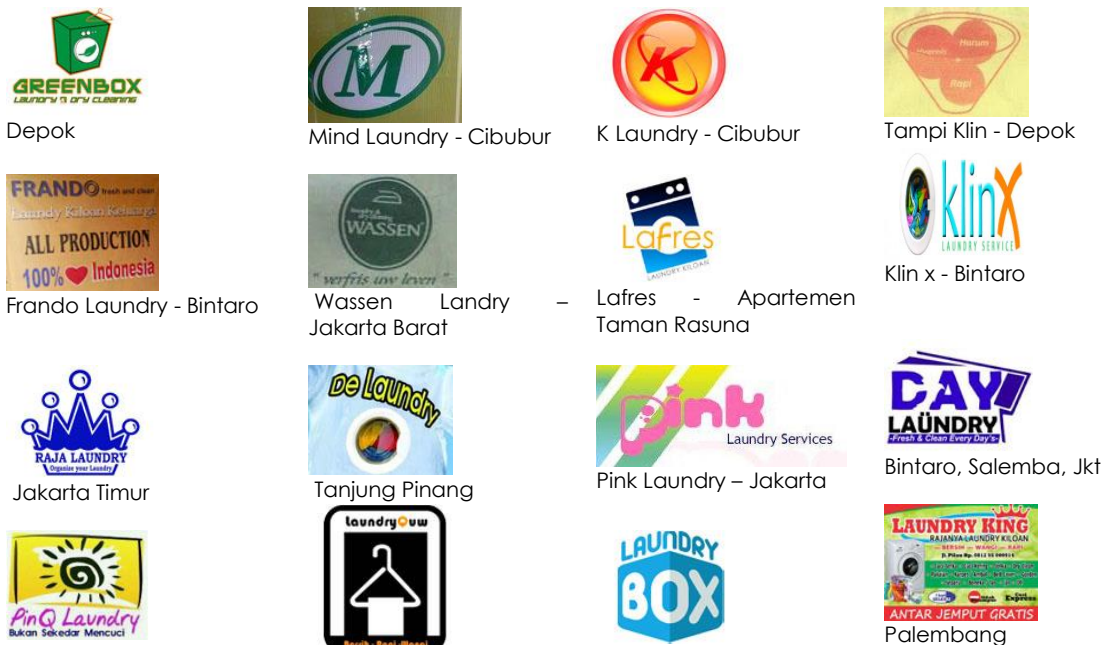 GREENBOX
LAUNDRY & DRY CLEANING
Depok
M
Mind Laundry - Cibubur
K
K Laundry - Cibubur
Harum
Rapi
Tampi Klin - Depok
FRANDO fresh and clean
Laundy Kiloan Keluarga
ALL PRODUCTION
100% Indonesia
Frando Laundry - Bintaro
WASSEN
"verfris uw leven"
Wassen Landry –
Jakarta Barat
Lafres
LAUNDRY KILOAN
Lafres - Apartemen
Taman Rasuna
klinX
LAUNDRY SERVICE
Klin x - Bintaro
RAJA LAUNDRY
Organize your Laundry
Jakarta Timur
De Laundry
Tanjung Pinang
Pink
Laundry Services
Pink Laundry – Jakarta
DAY
LAÜNDRY
-Fresh & Clean Every Day's-
Bintaro, Salemba, Jkt
PinQ Laundry
Bukan Sekedar Mencuci
LaundryQuw
LAUNDRY
BOX
LAUNDRY KING
RAJANYA LAUNDRY KILOAN
BERSIH — WANGI — RAPI
Express
ANTAR JEMPUT GRATIS
Palembang